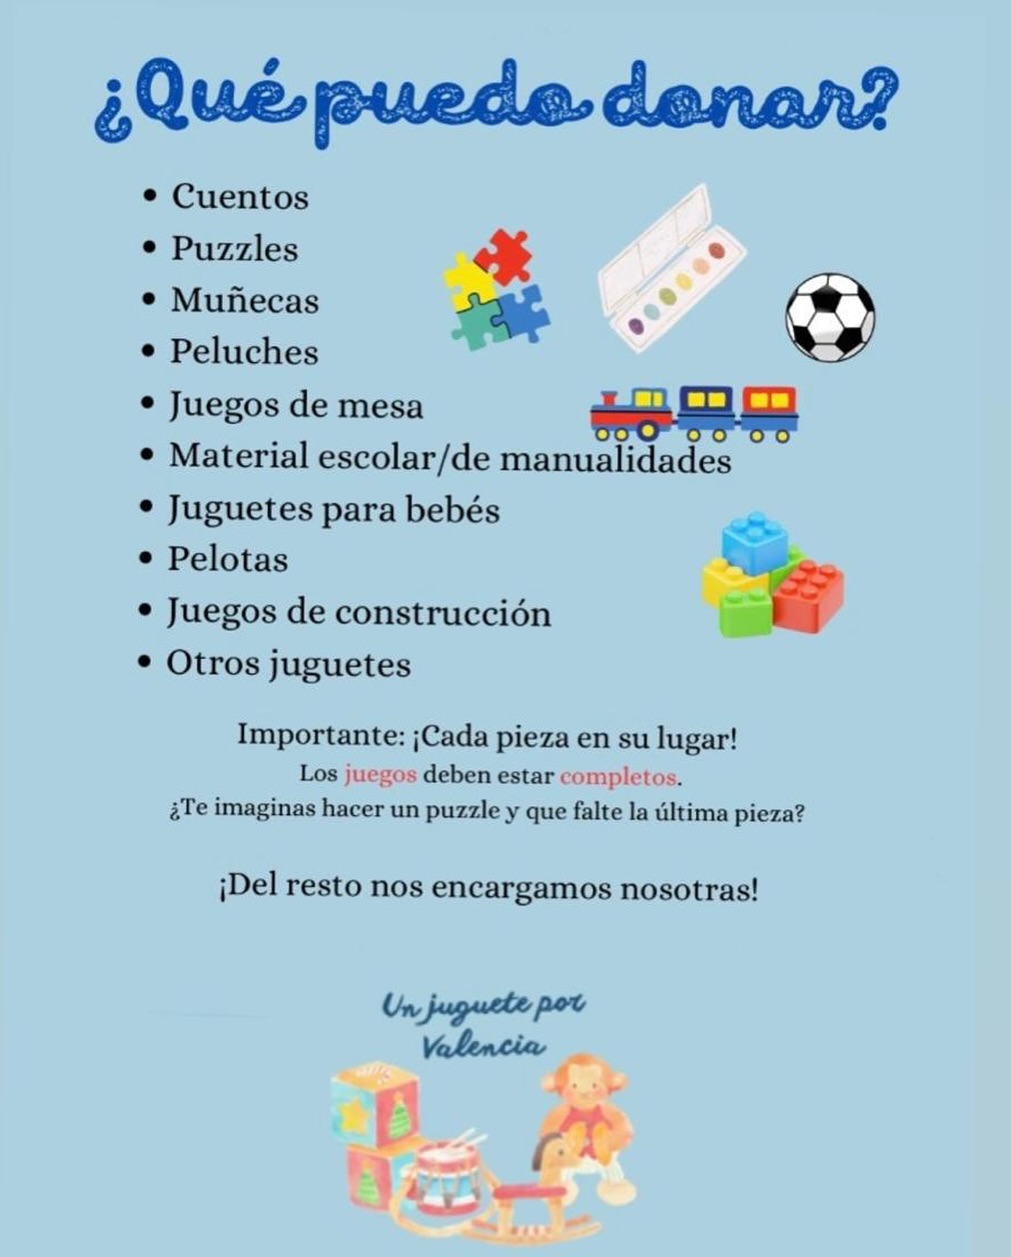 ¿Qué puedo donar?
• Cuentos
• Puzzles
• Muñecas
• Peluches
• Juegos de mesa
• Material escolar/de manualidades
• Juguetes para bebés
• Pelotas
• Juegos de construcción
• Otros juguetes
Importante: ¡Cada pieza en su lugar!
Los juegos deben estar completos.
¿Te imaginas hacer un puzzle y que falte la última pieza?
¡Del resto nos encargamos nosotras!
Un juguete por
Valencia